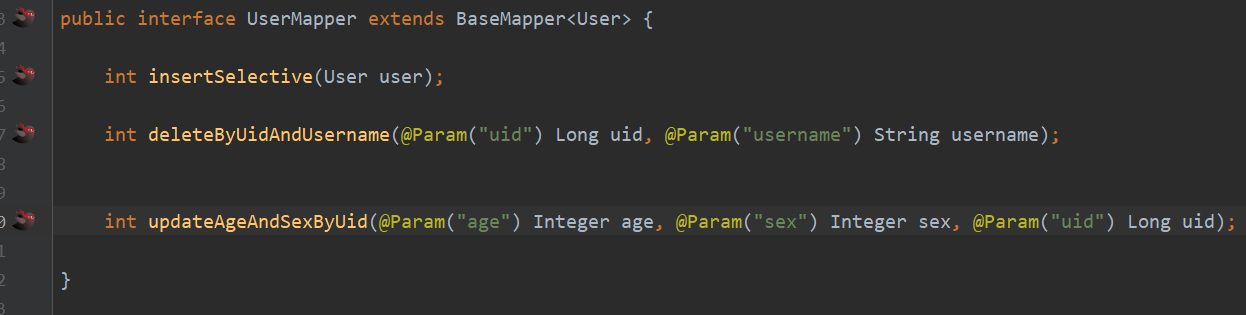 3 public interface UserMapper extends BaseMapper<User> {
4
5 int insertSelective(User user);
6
7 int deleteByUidAndUsername(@Param("uid") Long uid, @Param("username") String username);
8
9
0 int updateAgeAndSexByUid(@Param("age") Integer age, @Param("sex") Integer sex, @Param("uid") Long uid);
1
2 }
3